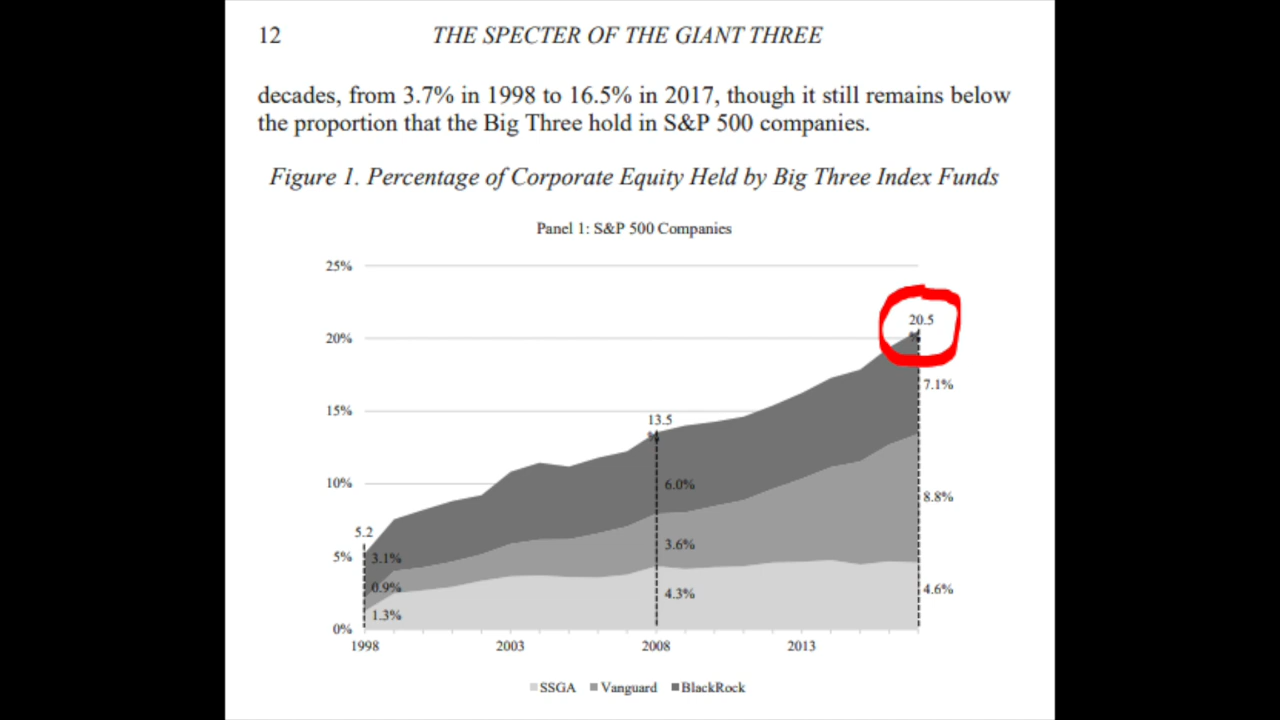 12 THE SPECTER OF THE GIANT THREE
decades, from 3.7% in 1998 to 16.5% in 2017, though it still remains below
the proportion that the Big Three hold in S&P 500 companies.
Figure 1. Percentage of Corporate Equity Held by Big Three Index Funds
Panel 1: S&P 500 Companies
25%
20.5
20%
7.1%
15%
13.5
10%
6.0%
8.8%
5.2
5%
3.1%
3.6%
0.9%
4.3%
4.6%
1.3%
0%
1998 2003 2008 2013
SSGA Vanguard BlackRock